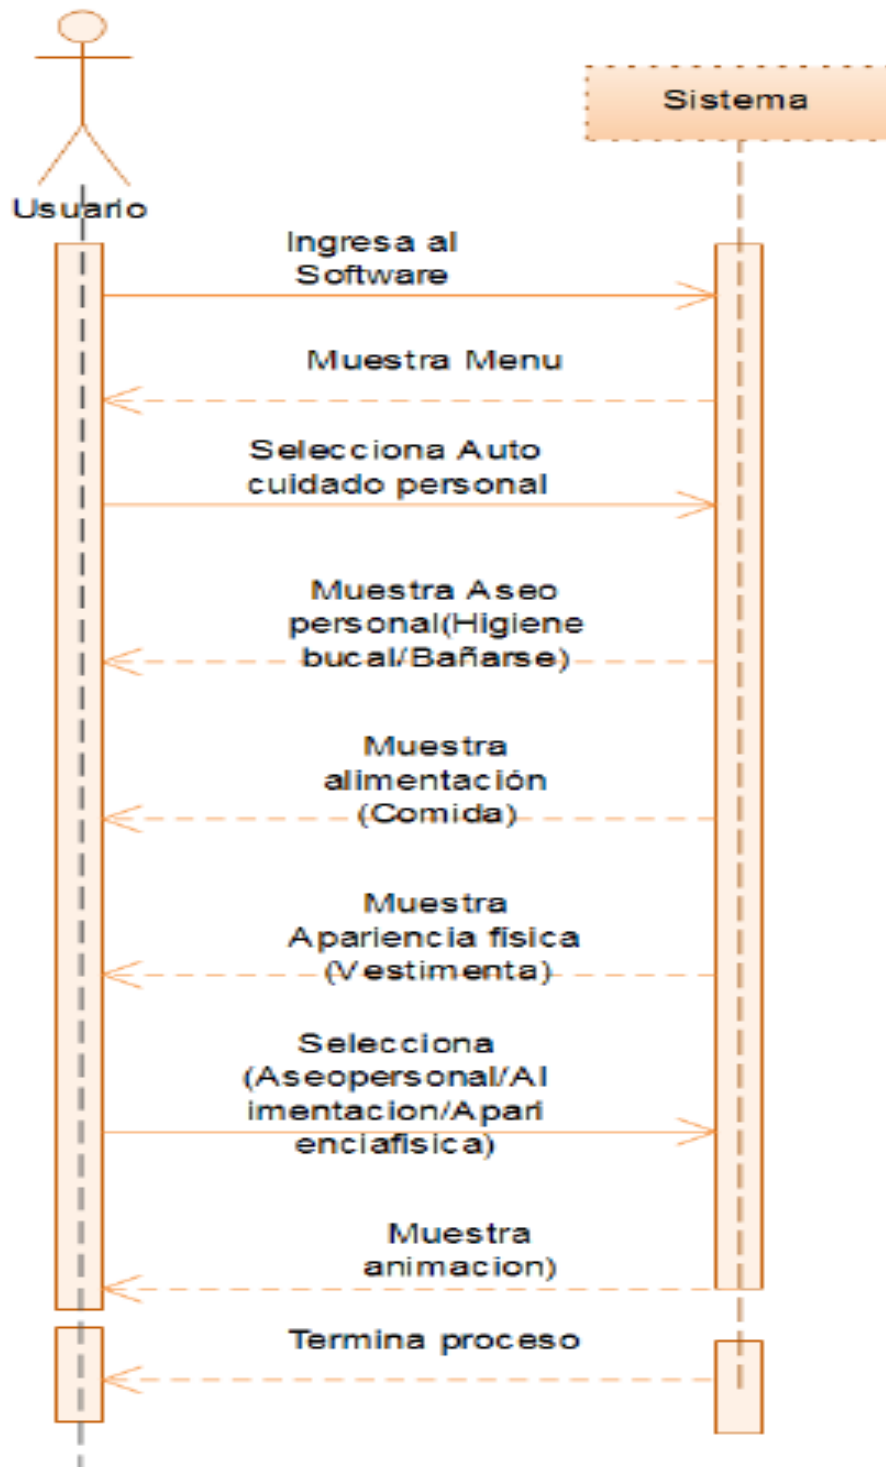 Sistema
Usuario
Ingresa al
Software
Muestra Menu
Selecciona Auto
cuidado personal
Muestra Aseo
personal(Higiene
bucal/Bañarse)
Muestra
alimentación
(Comida)
Muestra
Apariencia física
(Vestimenta)
Selecciona
(Aseopersonal/Al
imentacion/Apari
enciafisica)
Muestra
animacion)
Termina proceso